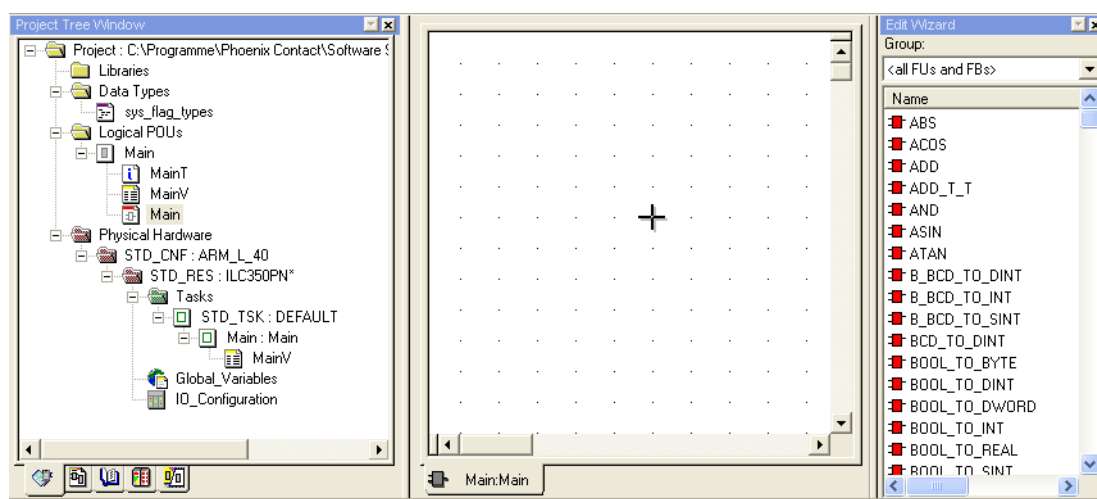 Project Tree Window
Project : C:\Programme\Phoenix Contact\Software
Libraries
Data Types
sys_flag_types
Logical POUs
Main
MainT
MainV
Main
Physical Hardware
STD_CNF : ARM_L_40
STD_RES : ILC350PN*
Tasks
STD_TSK : DEFAULT
Main : Main
MainV
Global_Variables
IO_Configuration
Main:Main
Edit Wizard
Group:
<all FUs and FBs>
Name
ABS
ACOS
ADD
ADD_T_T
AND
ASIN
ATAN
B_BCD_TO_DINT
B_BCD_TO_INT
B_BCD_TO_SINT
BCD_TO_DINT
BOOL_TO_BYTE
BOOL_TO_DINT
BOOL_TO_DWORD
BOOL_TO_INT
BOOL_TO_REAL
BOOL_TO_SINT